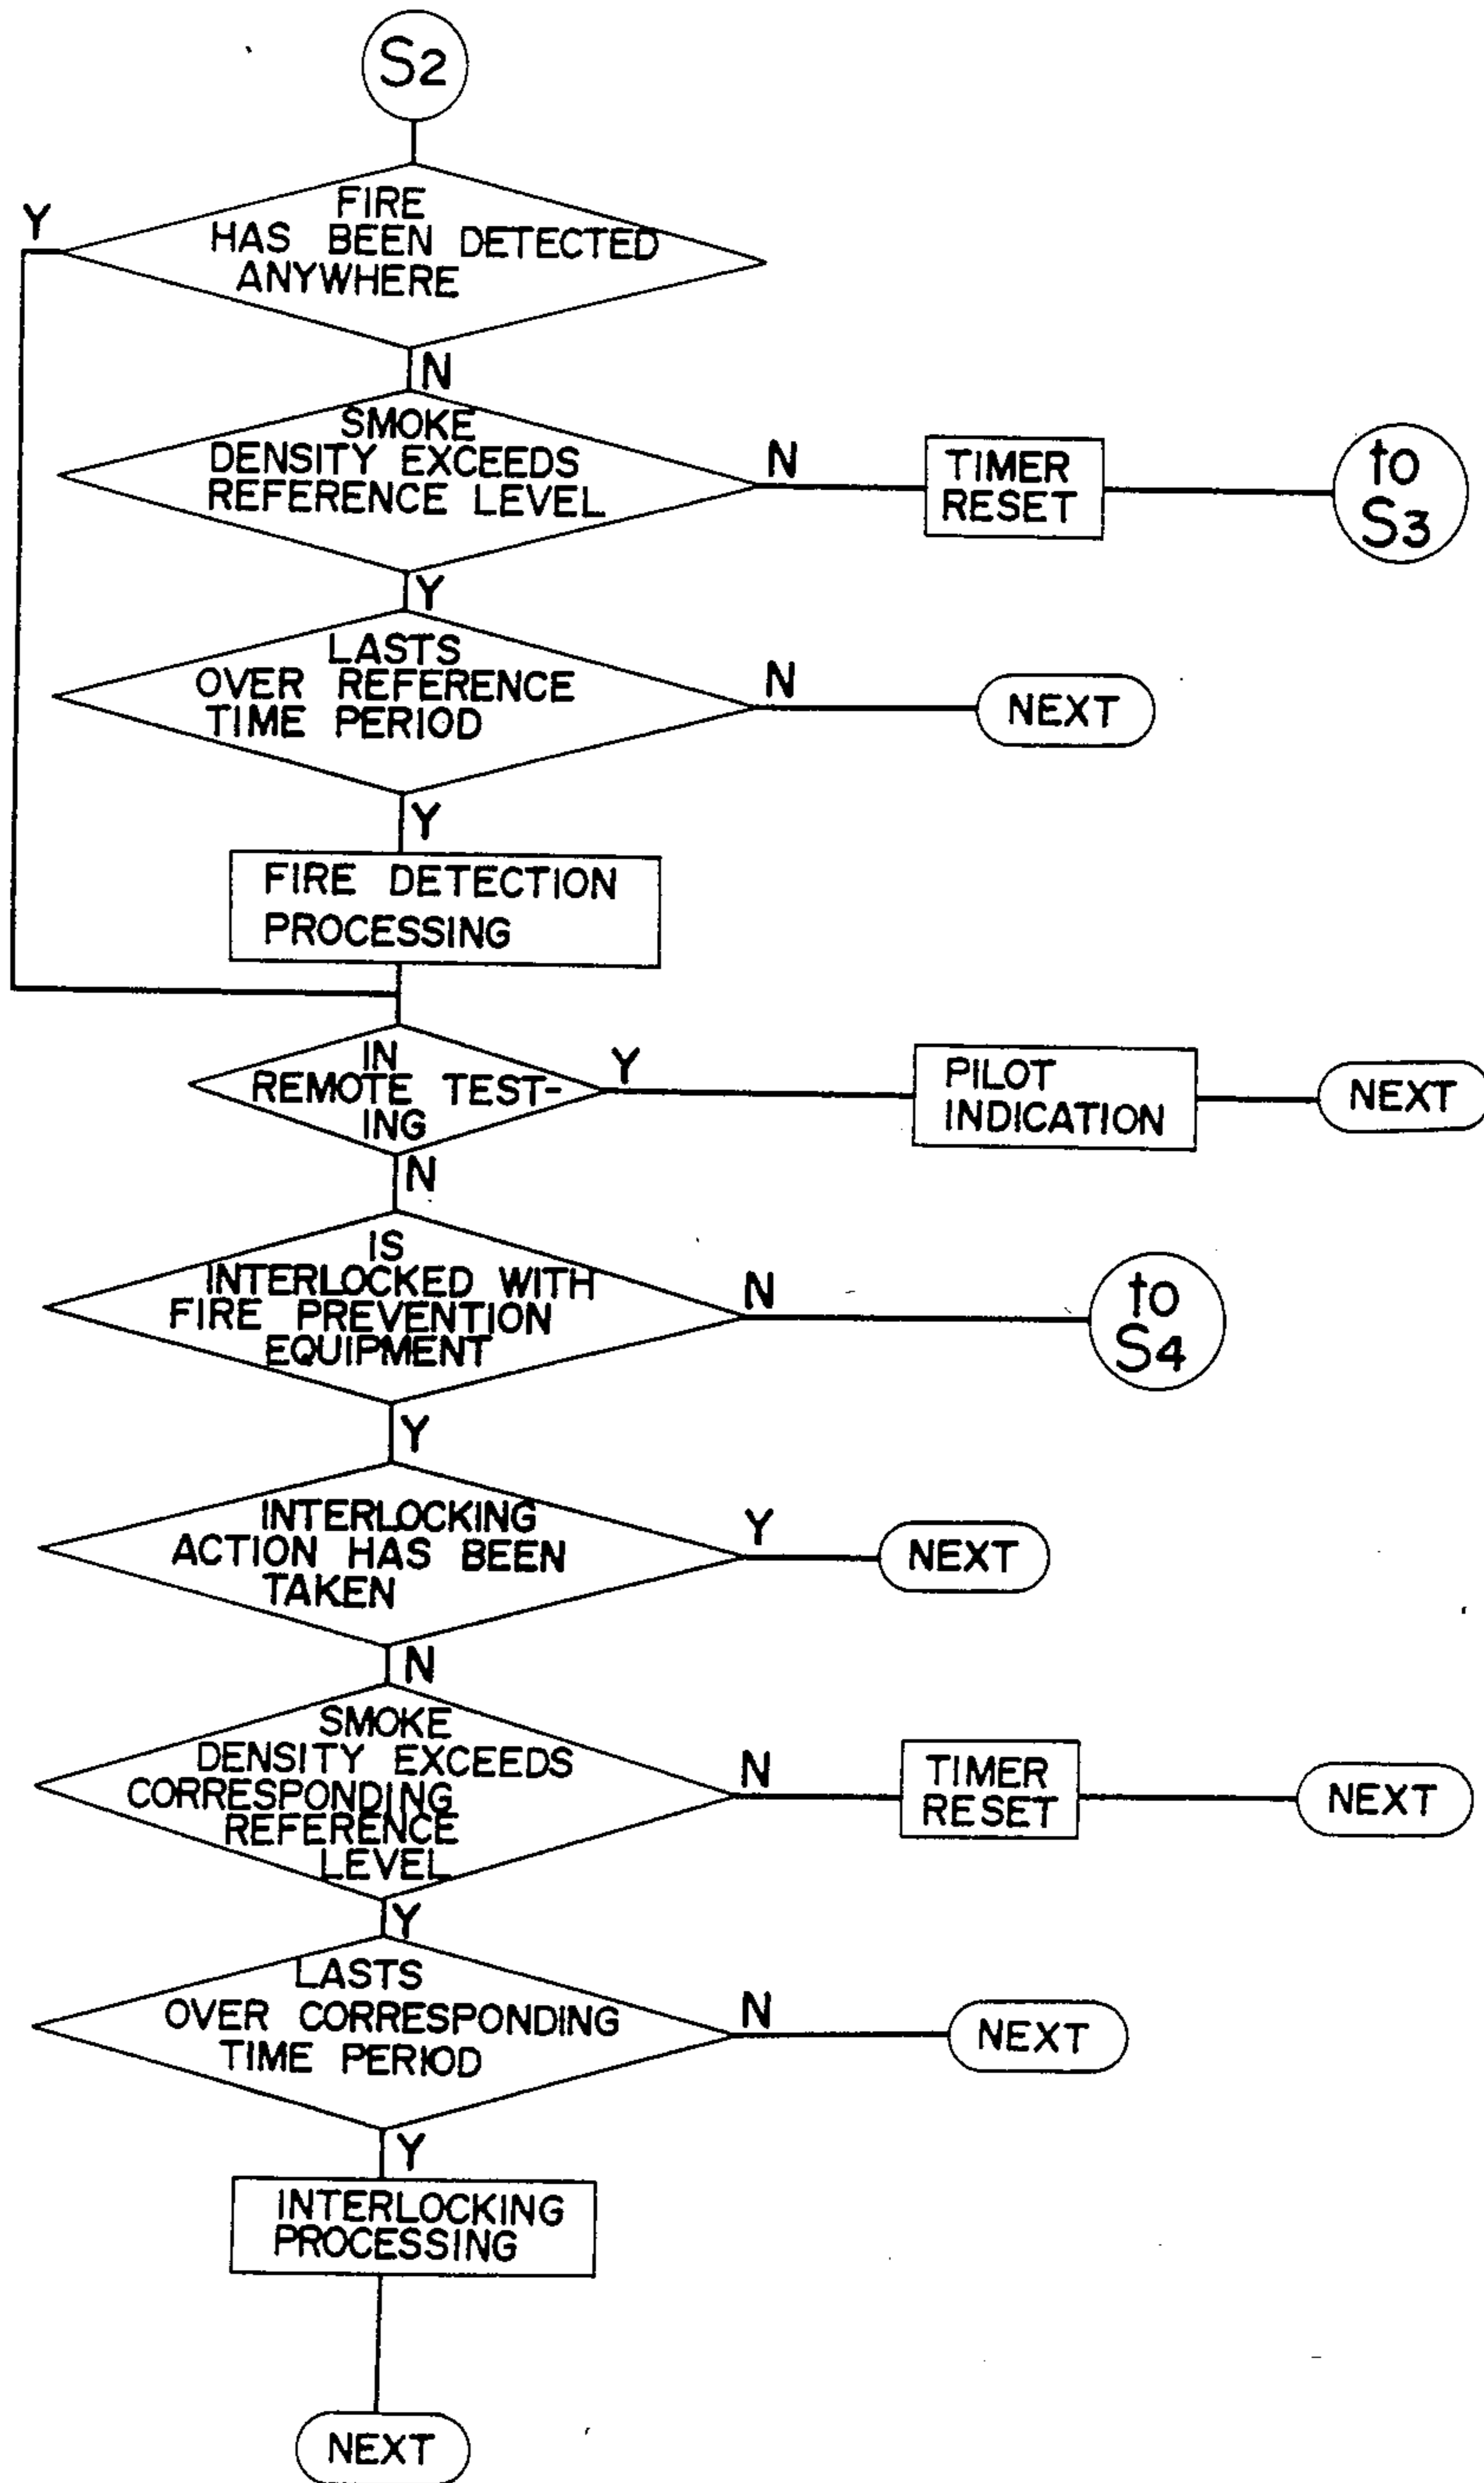 S2
FIRE
HAS BEEN DETECTED
ANYWHERE
Y
N
SMOKE
DENSITY EXCEEDS
REFERENCE LEVEL
N
TIMER
RESET
to
S3
Y
LASTS
OVER REFERENCE
TIME PERIOD
N
NEXT
Y
FIRE DETECTION
PROCESSING
IN
REMOTE TEST-
ING
Y
PILOT
INDICATION
NEXT
N
IS
INTERLOCKED WITH
FIRE PREVENTION
EQUIPMENT
N
to
S4
Y
INTERLOCKING
ACTION HAS BEEN
TAKEN
Y
NEXT
N
SMOKE
DENSITY EXCEEDS
CORRESPONDING
REFERENCE
LEVEL
N
TIMER
RESET
NEXT
Y
LASTS
OVER CORRESPONDING
TIME PERIOD
N
NEXT
Y
INTERLOCKING
PROCESSING
NEXT